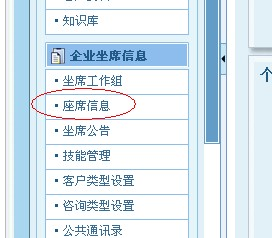 知识库
企业坐席信息
坐席工作组
座席信息
坐席公告
技能管理
客户类型设置
咨询类型设置
公共通讯录